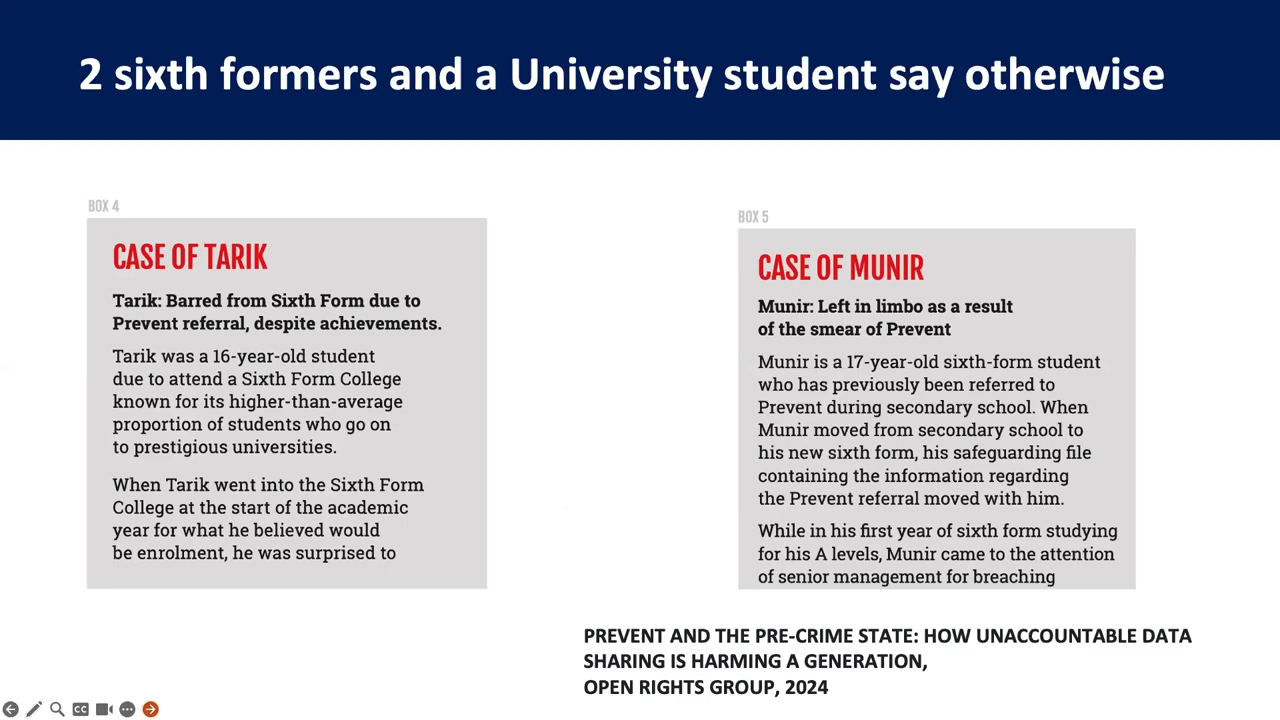 2 sixth formers and a University student say otherwise
BOX 4
CASE OF TARIK
Tarik: Barred from Sixth Form due to
Prevent referral, despite achievements.
Tarik was a 16-year-old student
due to attend a Sixth Form College
known for its higher-than-average
proportion of students who go on
to prestigious universities.
When Tarik went into the Sixth Form
College at the start of the academic
year for what he believed would
be enrolment, he was surprised to
BOX 5
CASE OF MUNIR
Munir: Left in limbo as a result
of the smear of Prevent
Munir is a 17-year-old sixth-form student
who has previously been referred to
Prevent during secondary school. When
Munir moved from secondary school to
his new sixth form, his safeguarding file
containing the information regarding
the Prevent referral moved with him.
While in his first year of sixth form studying
for his A levels, Munir came to the attention
of senior management for breaching
PREVENT AND THE PRE-CRIME STATE: HOW UNACCOUNTABLE DATA
SHARING IS HARMING A GENERATION,
OPEN RIGHTS GROUP, 2024
CC